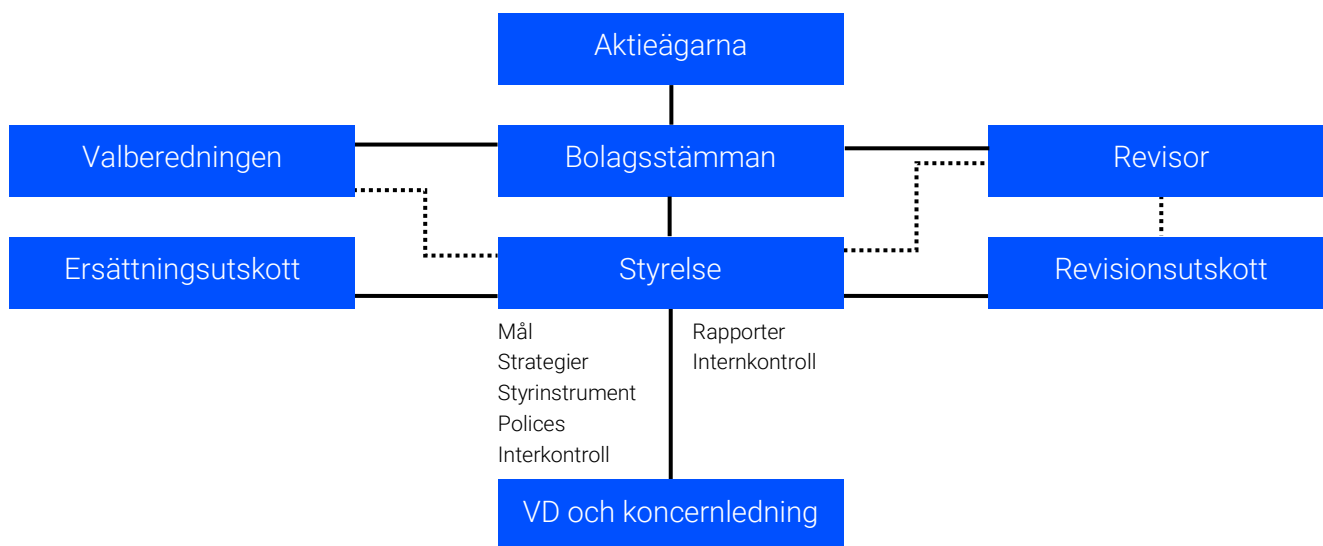 Aktieägarna
Valberedningen
Bolagsstämman
Revisor
Ersättningsutskott
Styrelse
Revisionsutskott
Mål
Strategier
Styrinstrument
Polices
Interkontroll
Rapporter
Internkontroll
VD och koncernledning